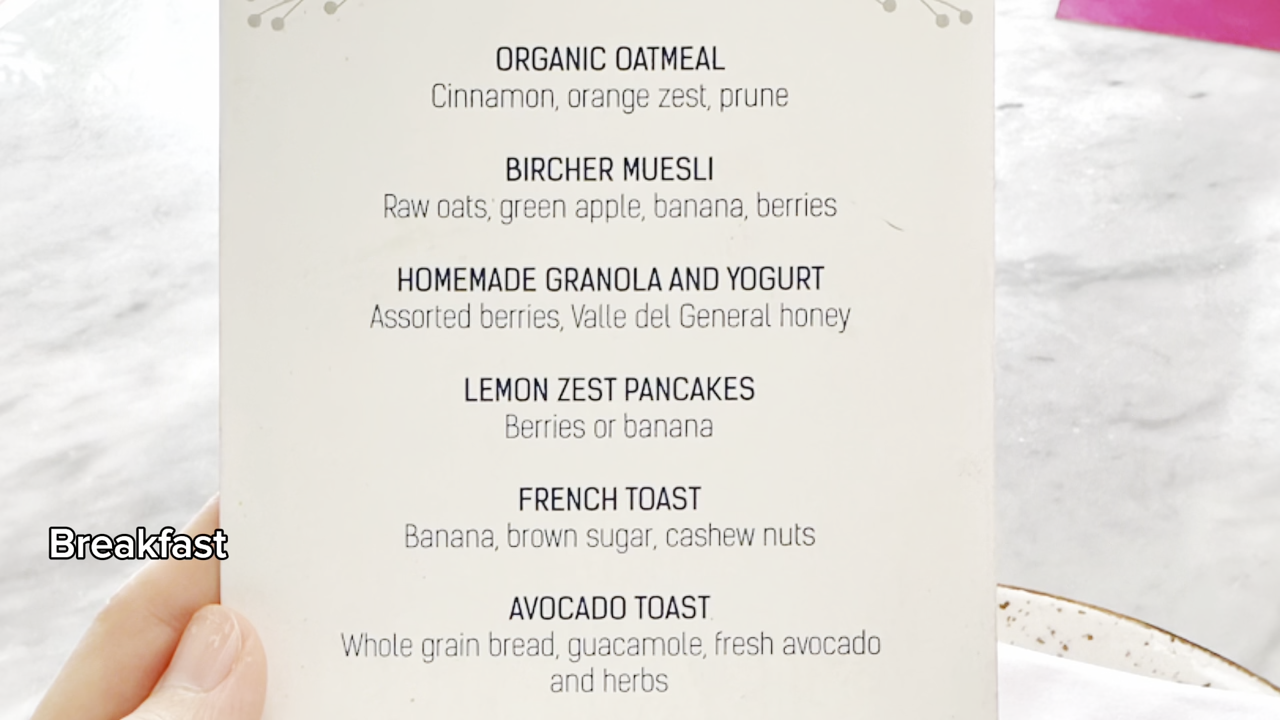 ORGANIC OATMEAL
Cinnamon, orange zest, prune
BIRCHER MUESLI
Raw oats, green apple, banana, berries
HOMEMADE GRANOLA AND YOGURT
Assorted berries, Valle del General honey
LEMON ZEST PANCAKES
Berries or banana
FRENCH TOAST
Banana, brown sugar, cashew nuts
Breakfast
AVOCADO TOAST
Whole grain bread, guacamole, fresh avocado
and herbs